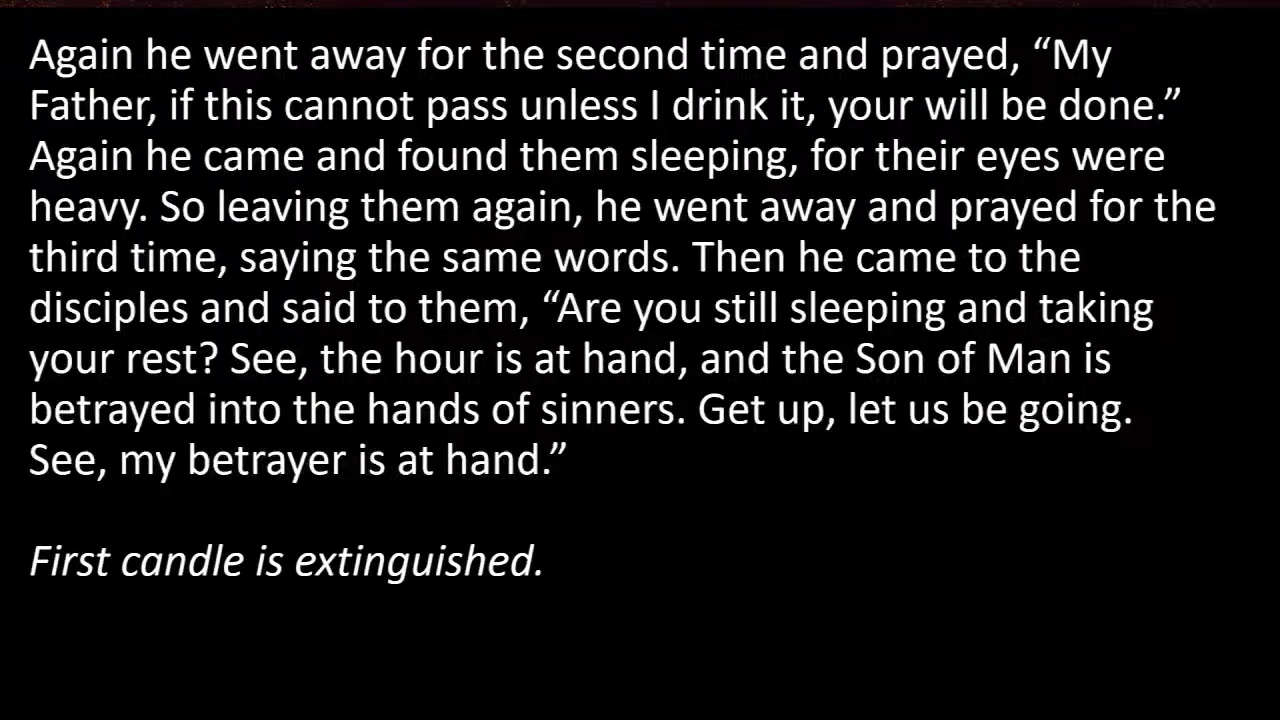 Again he went away for the second time and prayed, “My
Father, if this cannot pass unless I drink it, your will be done.”
Again he came and found them sleeping, for their eyes were
heavy. So leaving them again, he went away and prayed for the
third time, saying the same words. Then he came to the
disciples and said to them, “Are you still sleeping and taking
your rest? See, the hour is at hand, and the Son of Man is
betrayed into the hands of sinners. Get up, let us be going.
See, my betrayer is at hand.”
First candle is extinguished.